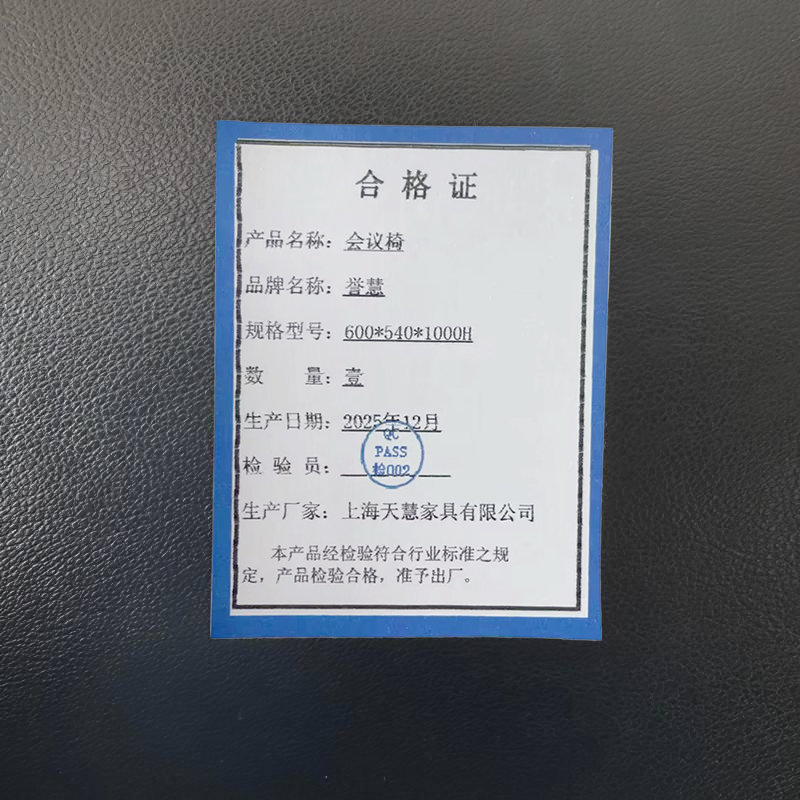 合格证
产品名称：会议椅
品牌名称：誉慧
规格型号：600*540*1000H
数 量：壹
生产日期：2025年12月
QC
PASS
检验员：检002
生产厂家：上海天慧家具有限公司
本产品经检验符合行业标准之规
定，产品检验合格，准予出厂。